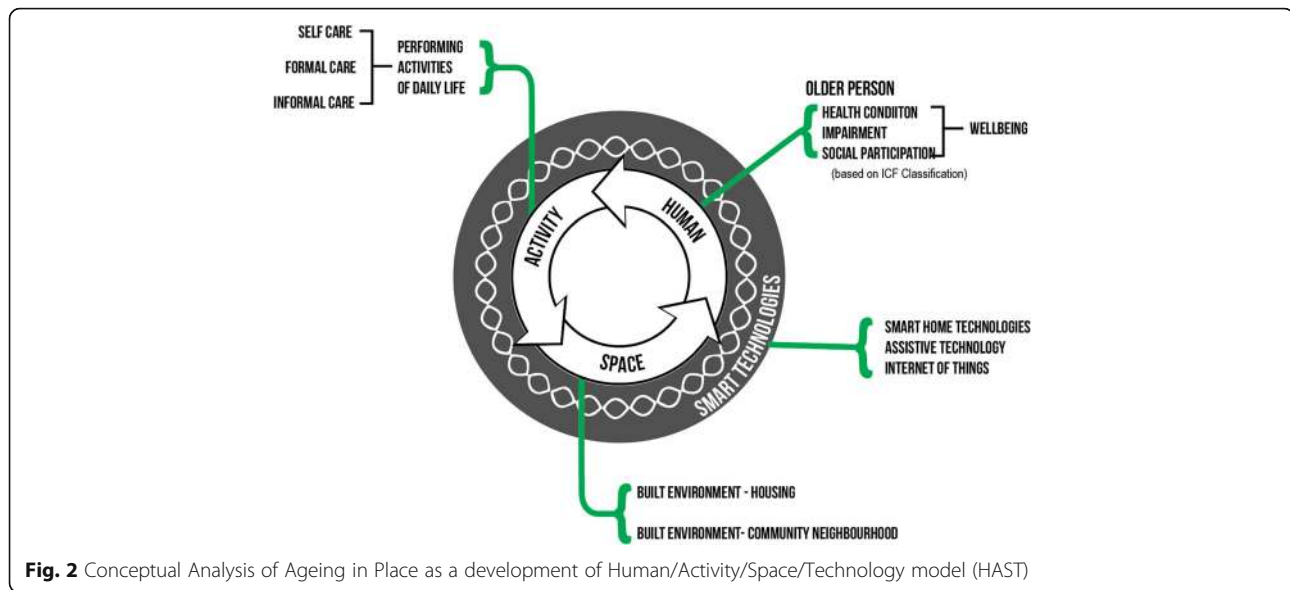 SELF CARE
FORMAL CARE
INFORMAL CARE
PERFORMING
ACTIVITIES
OF DAILY LIFE
OLDER PERSON
HEALTH CONDIITON
IMPAIRMENT
SOCIAL PARTICIPATION
(based on ICF Classification)
WELLBEING
ACTIVITY
HUMAN
SPACE
SMART TECHNOLOGIES
SMART HOME TECHNOLOGIES
ASSISTIVE TECHNOLOGY
INTERNET OF THINGS
BUILT ENVIRONMENT - HOUSING
BUILT ENVIRONMENT- COMMUNITY NEIGHBOURHOOD
Fig. 2 Conceptual Analysis of Ageing in Place as a development of Human/Activity/Space/Technology model (HAST)